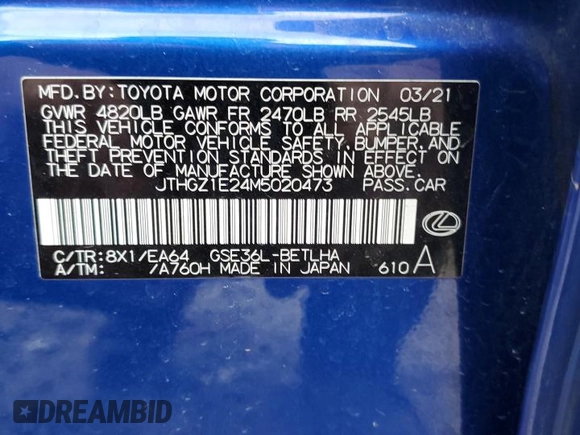 MFD. BY: TOYOTA MOTOR CORPORATION 03/21
GVWR 4820LB GAWR FR 2470LB RR 2545LB
THIS VEHICLE CONFORMS TO ALL APPLICABLE
FEDERAL MOTOR VEHICLE SAFETY, BUMPER, AND
THEFT PREVENTION STANDARDS IN EFFECT ON
THE DATE OF MANUFACTURE SHOWN ABOVE.
JTHGZ1E24M5020473 PASS. CAR
C/TR: 8X1/EA64 GSE36L-BETLHA
A/TM: /A760H MADE IN JAPAN 610 A
DREAMBID